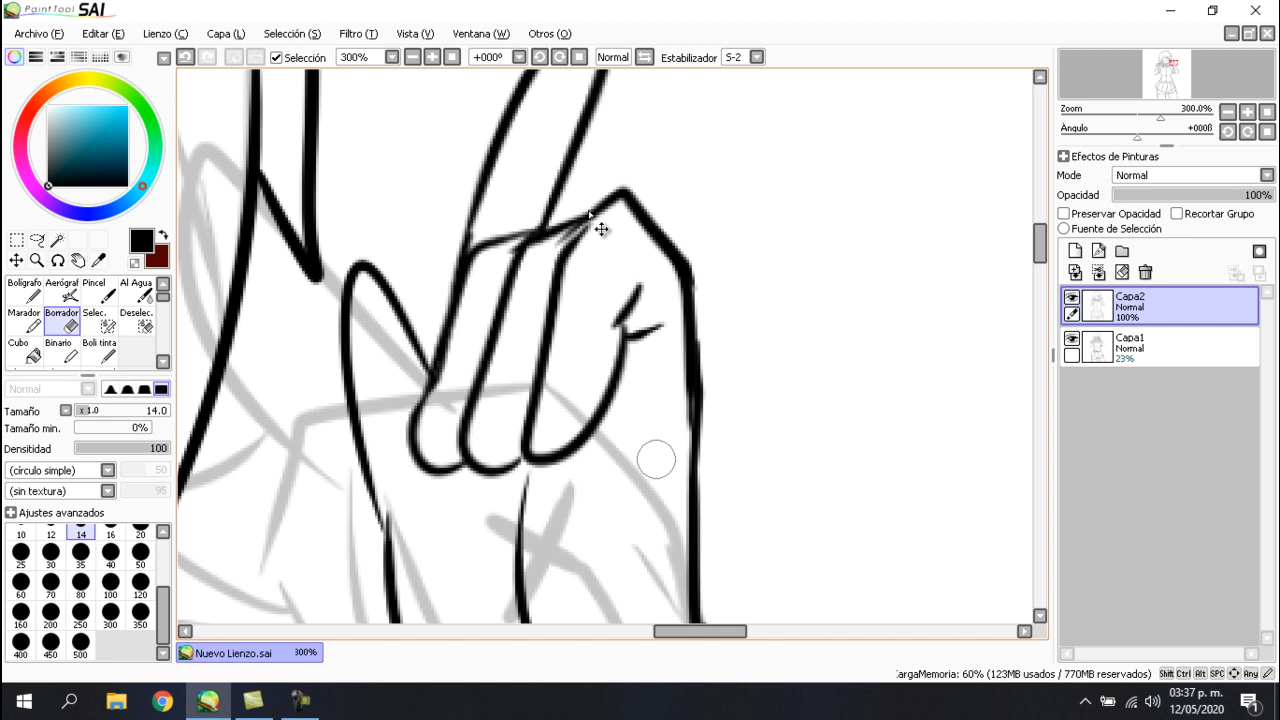 PaintTool SAI
Archivo (F) Editar (E) Lienzo (C) Capa (L) Selección (S) Filtro (T) Vista (V) Ventana (W) Otros (O)
Selección 300% +000º Normal Estabilizador S-2
Zoom 300.0%
Àngulo +000ß
Efectos de Pinturas
Mode Normal
Opacidad 100%
Preservar Opacidad Recortar Grupo
Fuente de Selección
Capa2
Normal
100%
Capa1
Normal
23%
Bolígrafo Aerógraf Pincel Al Agua
Marador Borrador Selec. Deselec.
Cubo Binario Boli tinta
Normal
Tamaño x1.0 14.0
Tamaño min. 0%
Densitidad 100
(círculo simple) 50
(sin textura) 95
Ajustes avanzados
10 12 14 16 20
25 30 35 40 50
60 70 80 100 120
160 200 250 300 350
400 450 500
Nuevo Lienzo.sai 300%
argaMemoria: 60% (123MB usados / 770MB reservados) Shift Ctrl Alt SPC Any
03:37 p. m.
12/05/2020
1